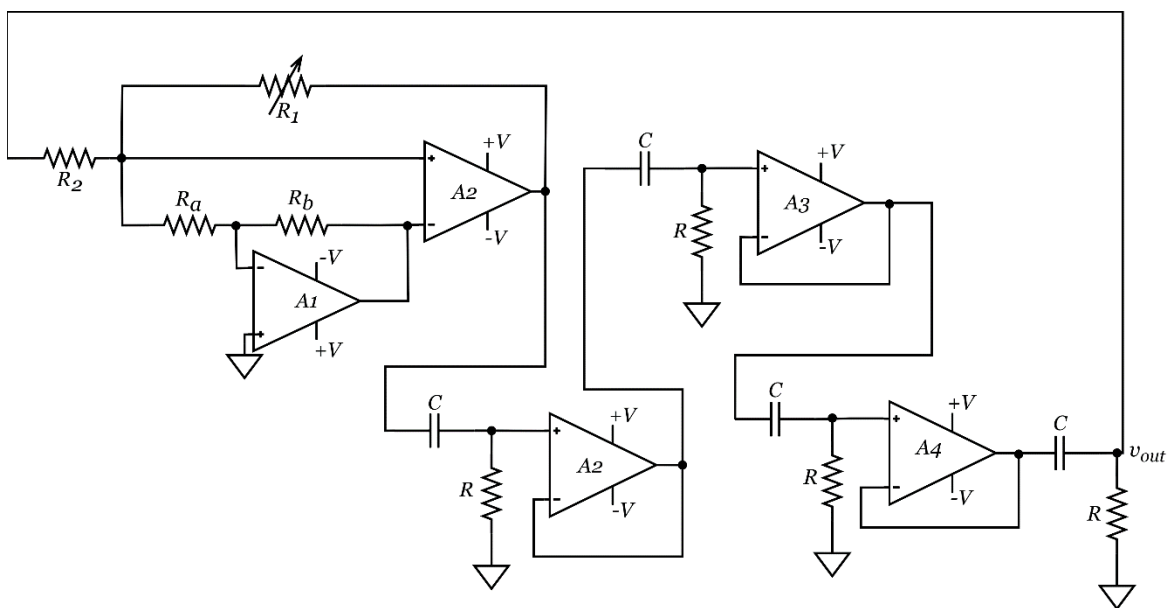 R1
R2
+V
+
A2
-
-V
Ra
Rb
-
-V
A1
+
+V
C
+
+V
A3
R
-
-V
C
+
+V
A2
R
-
-V
C
+
+V
A4
R
-
-V
C
vout
R